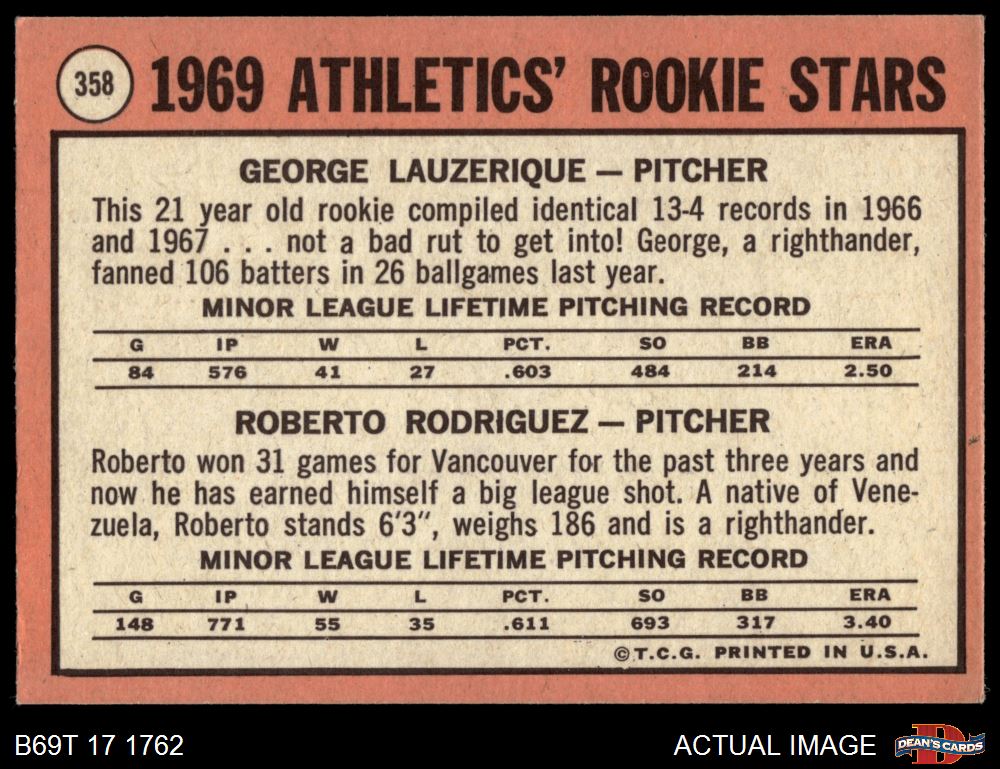 358 1969 ATHLETICS' ROOKIE STARS
GEORGE LAUZERIQUE — PITCHER
This 21 year old rookie compiled identical 13-4 records in 1966
and 1967 . . . not a bad rut to get into! George, a righthander,
fanned 106 batters in 26 ballgames last year.
MINOR LEAGUE LIFETIME PITCHING RECORD
G IP W L PCT. SO BB ERA
84 576 41 27 .603 484 214 2.50
ROBERTO RODRIGUEZ — PITCHER
Roberto won 31 games for Vancouver for the past three years and
now he has earned himself a big league shot. A native of Vene-
zuela, Roberto stands 6'3", weighs 186 and is a righthander.
MINOR LEAGUE LIFETIME PITCHING RECORD
G IP W L PCT. SO BB ERA
148 771 55 35 .611 693 317 3.40
©T.C.G. PRINTED IN U.S.A.
B69T 17 1762 ACTUAL IMAGE D DEAN'S CARDS